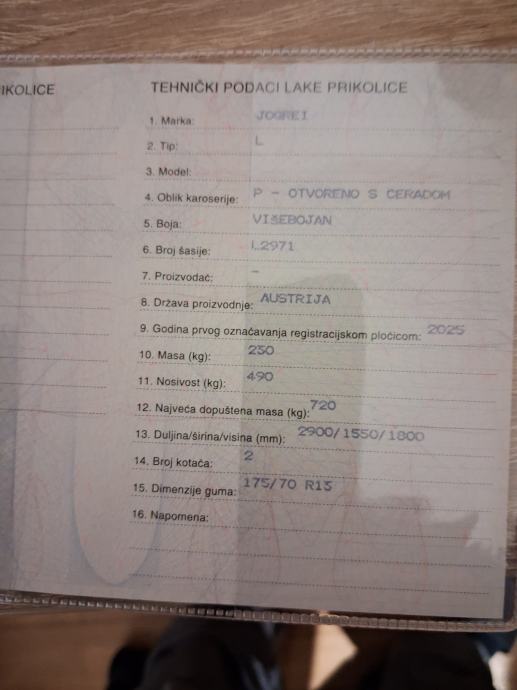 IKOLICE
TEHNIČKI PODACI LAKE PRIKOLICE
1. Marka: JOGREI
2. Tip: L
3. Model:
4. Oblik karoserije: P - OTVORENO S CERADOM
5. Boja: VIŠEBOJAN
6. Broj šasije: L2971
7. Proizvođač: -
8. Država proizvodnje: AUSTRIJA
9. Godina prvog označavanja registracijskom pločicom: 2025
10. Masa (kg): 230
11. Nosivost (kg): 490
12. Najveća dopuštena masa (kg): 720
13. Duljina/širina/visina (mm): 2900/1550/1800
14. Broj kotača: 2
15. Dimenzije guma: 175/70 R13
16. Napomena: